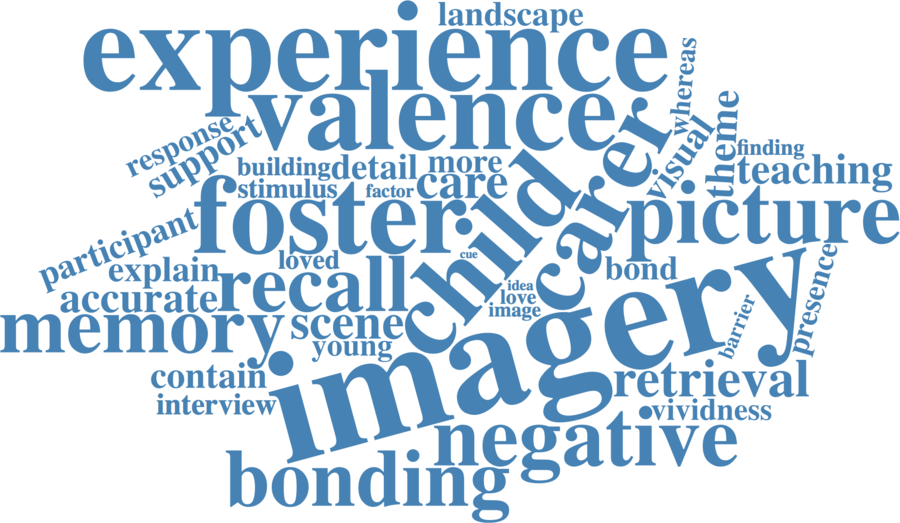 landscape
experience
whereas
valence
response
support
theme
visual
finding
building
detail
more
teaching
stimulus
factor
care
carer
child
foster
picture
participant
cue
loved
bond
explain
recall
presence
idea
love
image
accurate
memory
scene
young
imagery
barrier
contain
retrieval
interview
vividness
negative
bonding